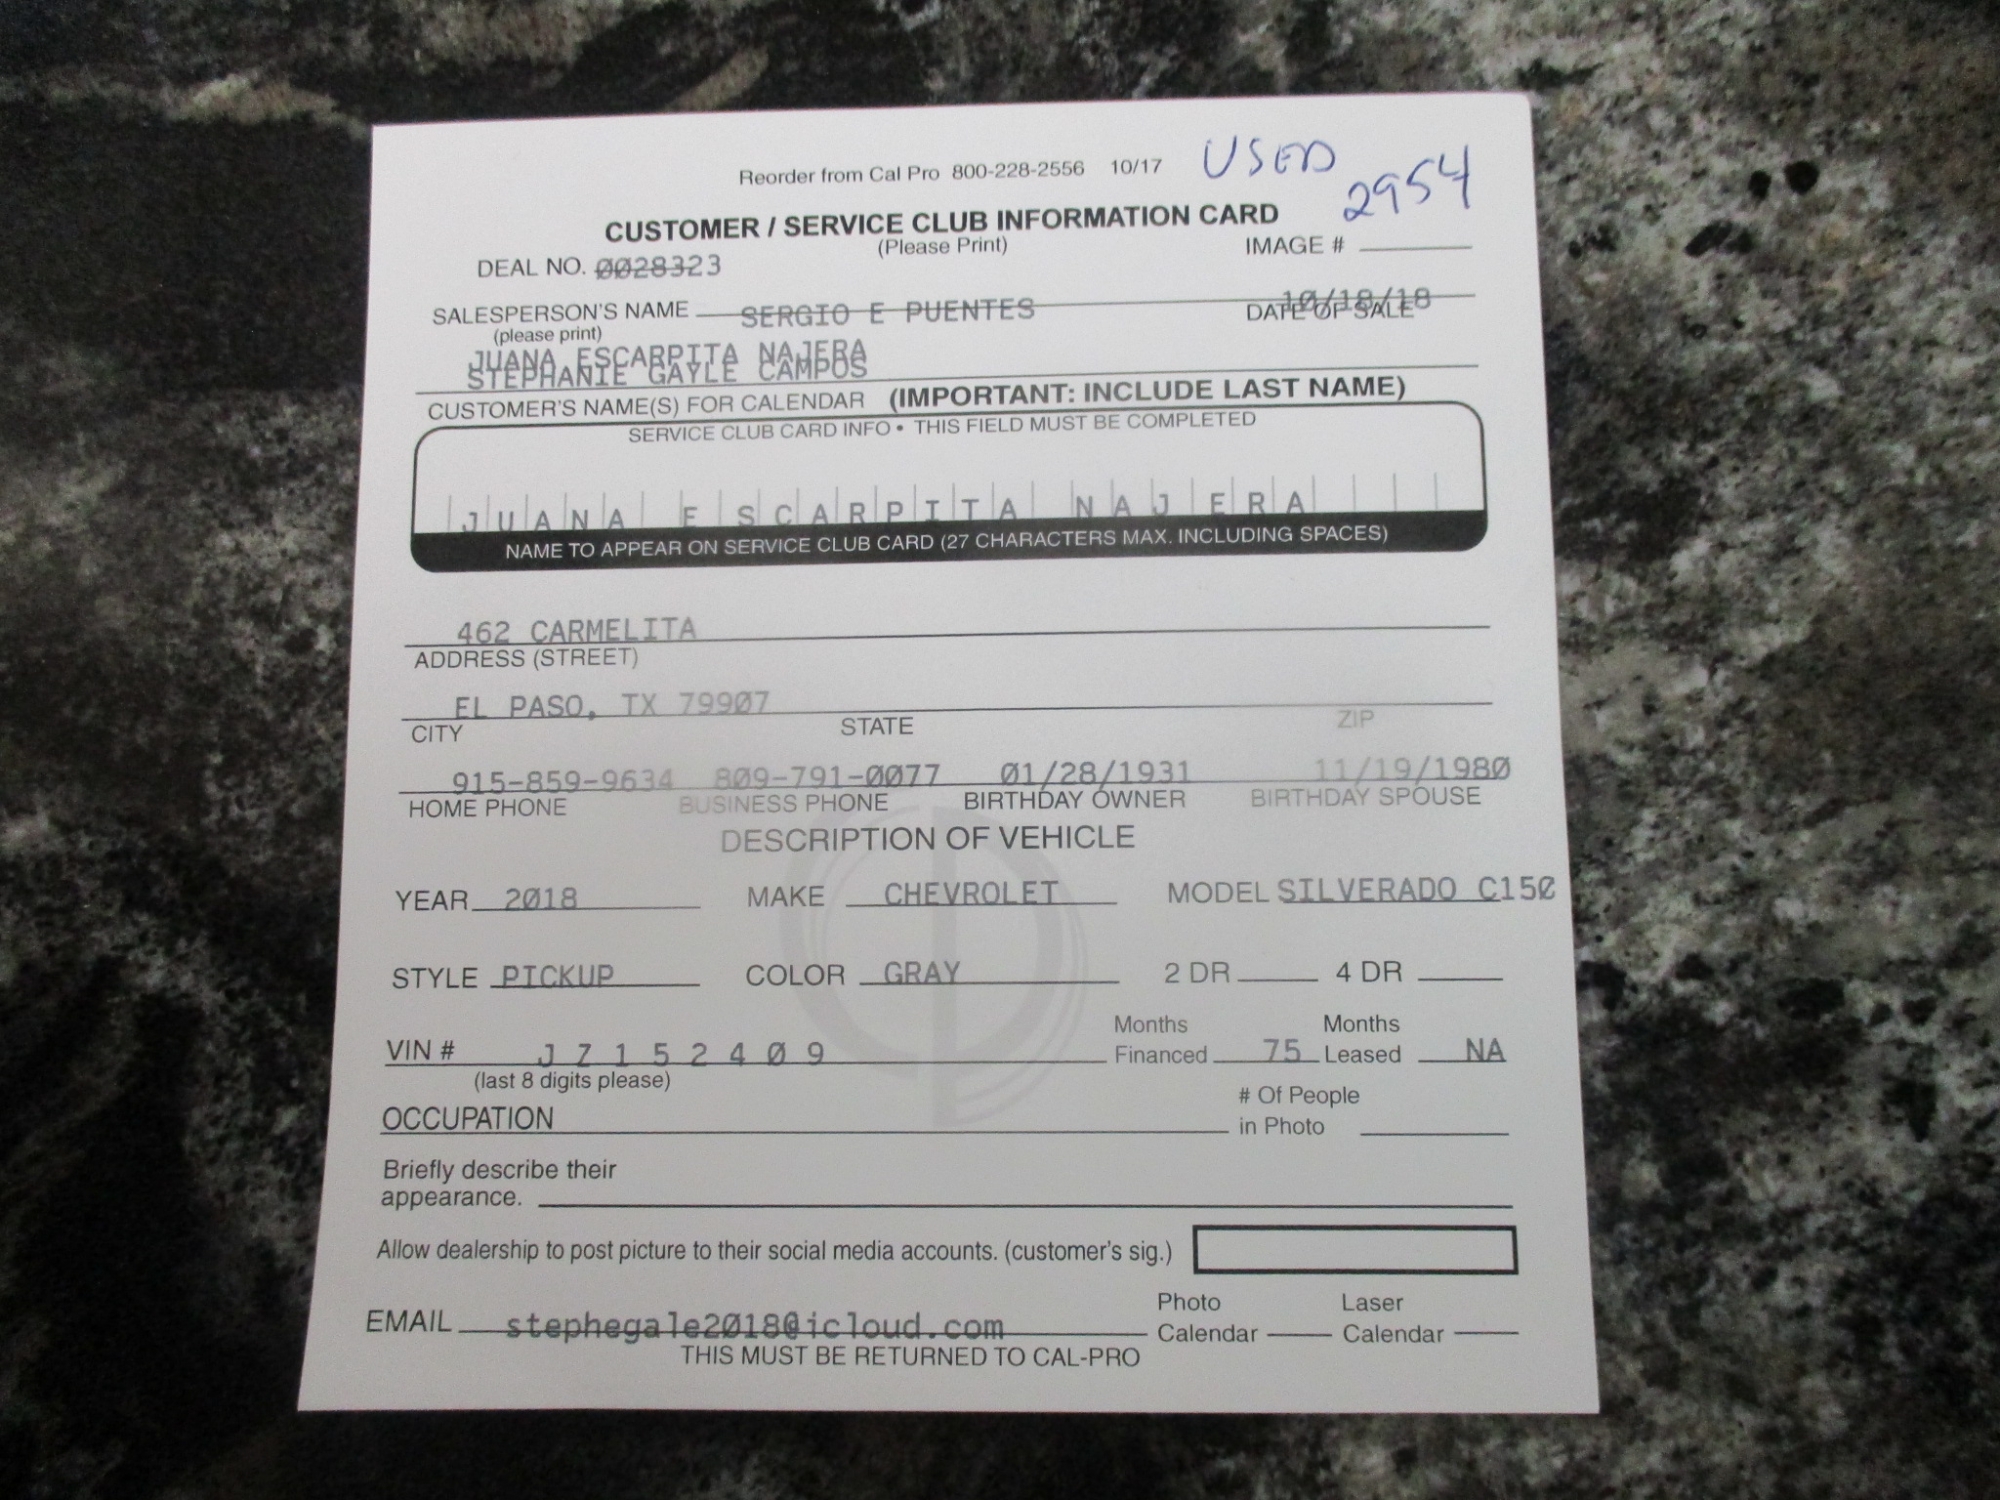 Reorder from Cal Pro 800-228-2556 10/17 USED
2954
CUSTOMER / SERVICE CLUB INFORMATION CARD
(Please Print)
IMAGE #
DEAL NO. 0028323
SALESPERSON'S NAME SERGIO E PUENTES DATE OF SALE 10/18/18
(please print)
JUANA ESCARPITA NAJERA
STEPHANIE GAYLE CAMPOS
CUSTOMER'S NAME(S) FOR CALENDAR (IMPORTANT: INCLUDE LAST NAME)
SERVICE CLUB CARD INFO • THIS FIELD MUST BE COMPLETED
JUANA ESCARPITA NAJERA
NAME TO APPEAR ON SERVICE CLUB CARD (27 CHARACTERS MAX. INCLUDING SPACES)
462 CARMELITA
ADDRESS (STREET)
EL PASO, TX 79907
CITY STATE ZIP
915-859-9634 809-791-0077 01/28/1931 11/19/1980
HOME PHONE BUSINESS PHONE BIRTHDAY OWNER BIRTHDAY SPOUSE
DESCRIPTION OF VEHICLE
YEAR 2018 MAKE CHEVROLET MODEL SILVERADO C150
STYLE PICKUP COLOR GRAY 2 DR 4 DR
VIN # JZ152409 Months Financed 75 Months Leased NA
(last 8 digits please)
OCCUPATION # Of People in Photo
Briefly describe their
appearance.
Allow dealership to post picture to their social media accounts. (customer's sig.)
EMAIL stephegale2018@icloud.com Photo Calendar Laser Calendar
THIS MUST BE RETURNED TO CAL-PRO